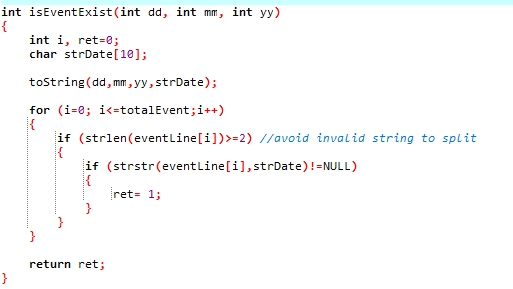 int isEventExist(int dd, int mm, int yy)
{
int i, ret=0;
char strDate[10];
toString(dd,mm,yy,strDate);
for (i=0; i<=totalEvent;i++)
{
if (strlen(eventLine[i])>=2) //avoid invalid string to split
{
if (strstr(eventLine[i],strDate)!=NULL)
{
ret= 1;
}
}
}
return ret;
}